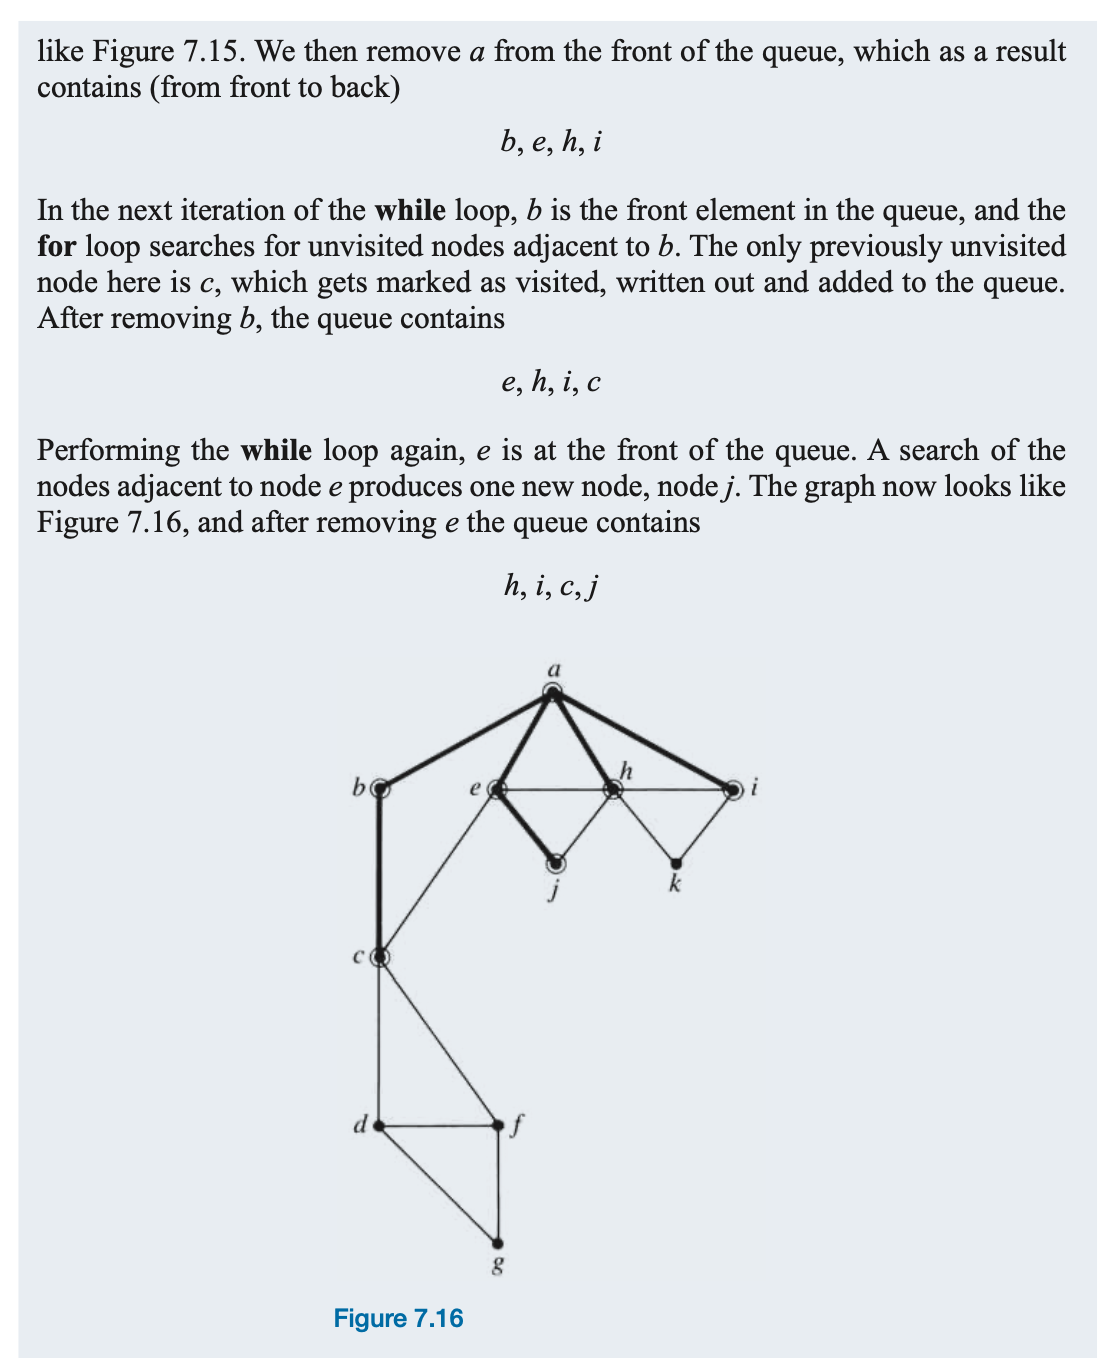 like Figure 7.15. We then remove a from the front of the queue, which as a result
contains (from front to back)
b, e, h, i
In the next iteration of the while loop, b is the front element in the queue, and the
for loop searches for unvisited nodes adjacent to b. The only previously unvisited
node here is c, which gets marked as visited, written out and added to the queue.
After removing b, the queue contains
e, h, i, c
Performing the while loop again, e is at the front of the queue. A search of the
nodes adjacent to node e produces one new node, node j. The graph now looks like
Figure 7.16, and after removing e the queue contains
h, i, c, j
a
b
e
h
i
j
k
c
d
f
g
Figure 7.16